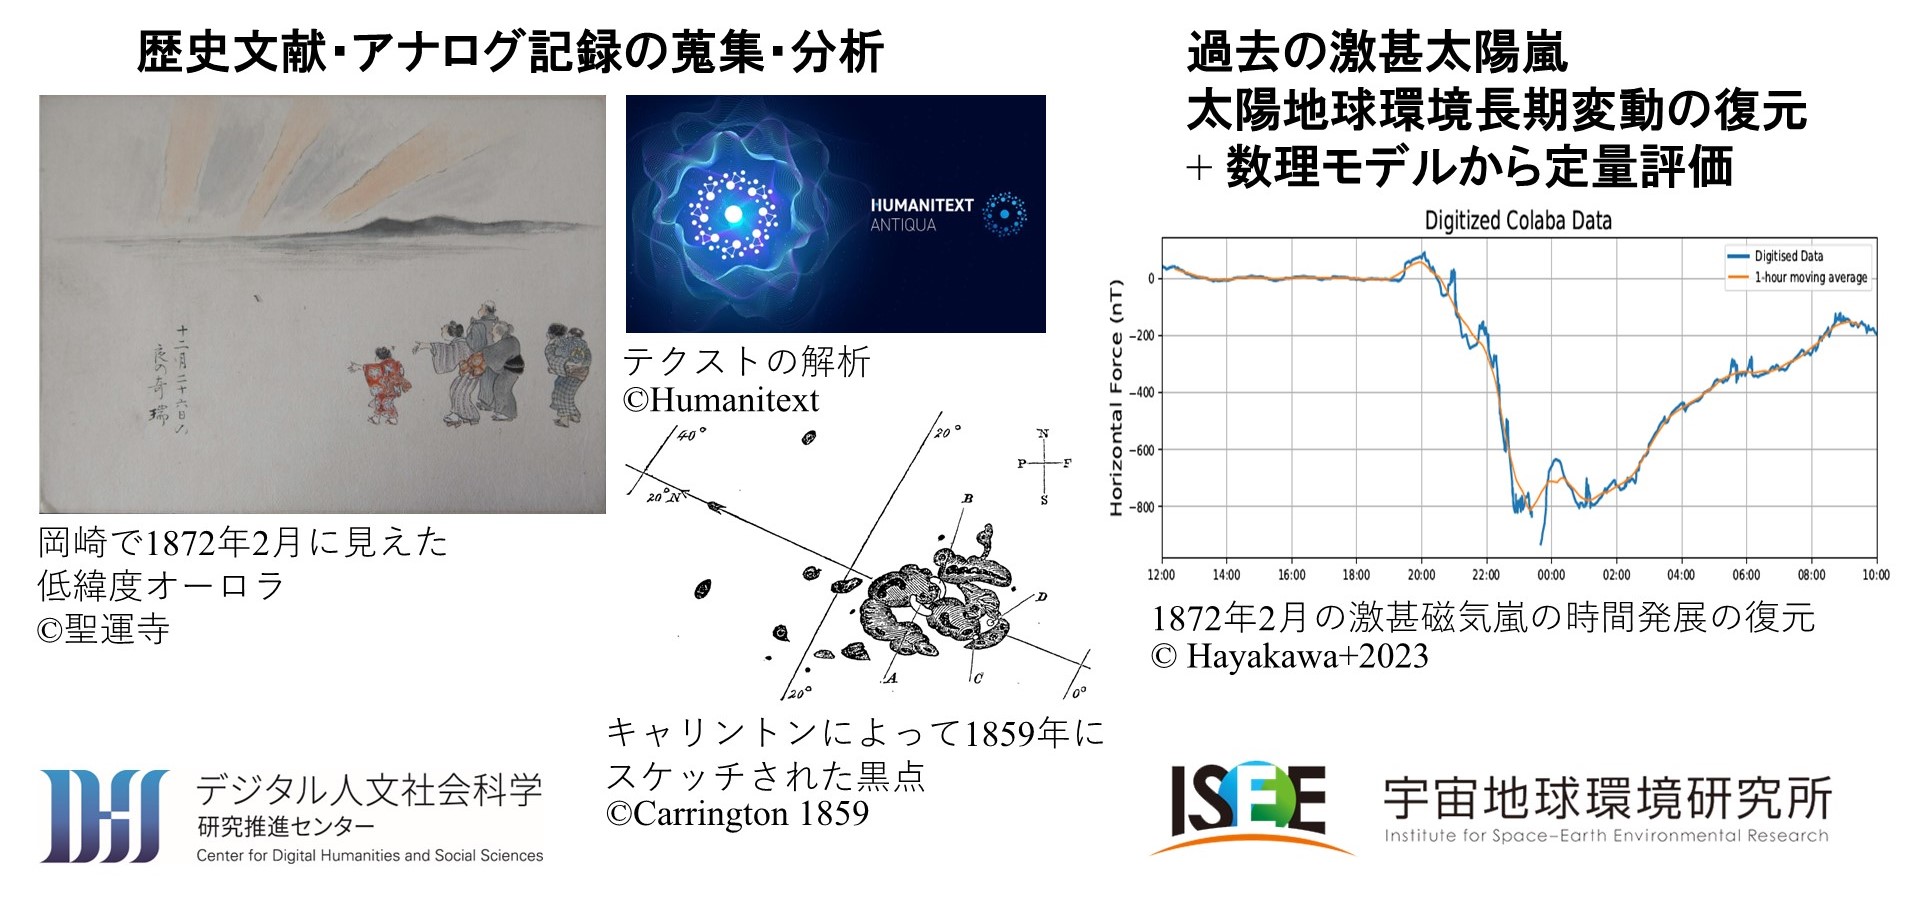 歴史文献・アナログ記録の蒐集・分析
十二月二十六日の
夜の奇瑞
岡崎で1872年2月に見えた
低緯度オーロラ
©聖運寺
HUMANITEXT
ANTIQUA
テクストの解析
©Humanitext
40°
20°
N
P F
S
20°N
B
D
A
C
20°
0°
キャリントンによって1859年に
スケッチされた黒点
©Carrington 1859
過去の激甚太陽嵐
太陽地球環境長期変動の復元
+ 数理モデルから定量評価
Digitized Colaba Data
Digitised Data
1-hour moving average
Horizontal Force (nT)
0
−200
−400
−600
−800
12:00 14:00 16:00 18:00 20:00 22:00 00:00 02:00 04:00 06:00 08:00 10:00
1872年2月の激甚磁気嵐の時間発展の復元
© Hayakawa+2023
DH
デジタル人文社会科学
研究推進センター
Center for Digital Humanities and Social Sciences
ISEE
宇宙地球環境研究所
Institute for Space-Earth Environmental Research